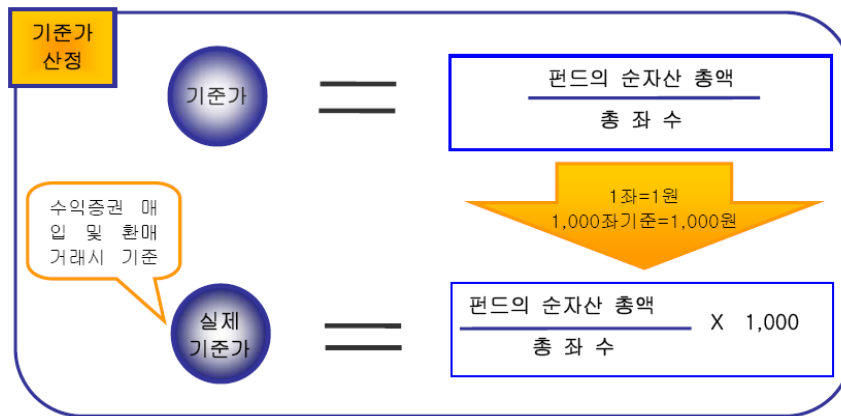 기준가
산정
기준가
펀드의 순자산 총액
총 좌 수
1좌=1원
1,000좌기준=1,000원
수익증권 매
입 및 환매
거래시 기준
실제
기준가
펀드의 순자산 총액
총 좌 수
X 1,000